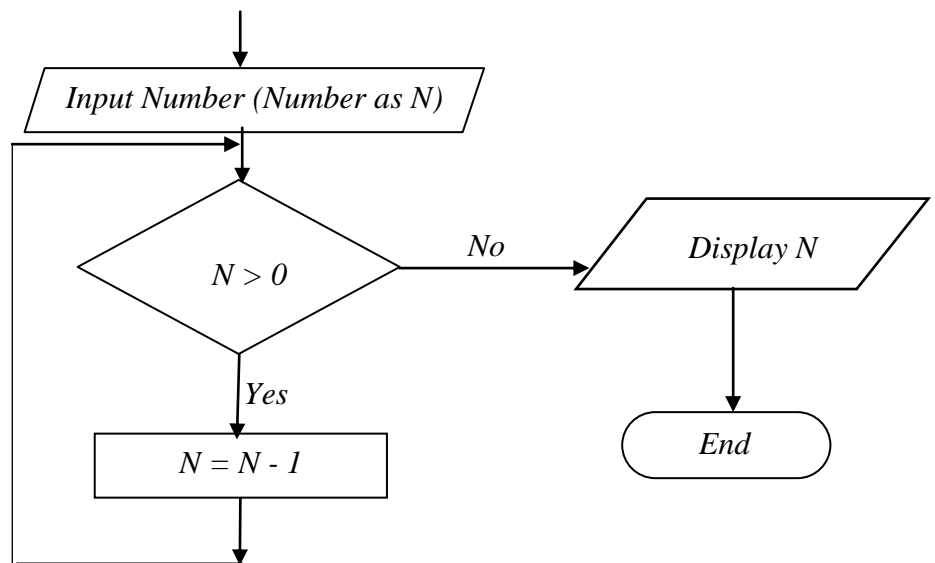 Input Number (Number as N)
N > 0
No
Display N
Yes
N = N - 1
End